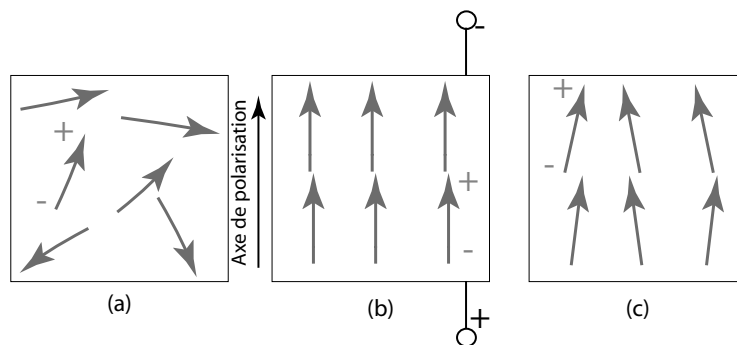 -
+
-
Axe de polarisation
+
-
+
-
(a)
(b)
+
(c)